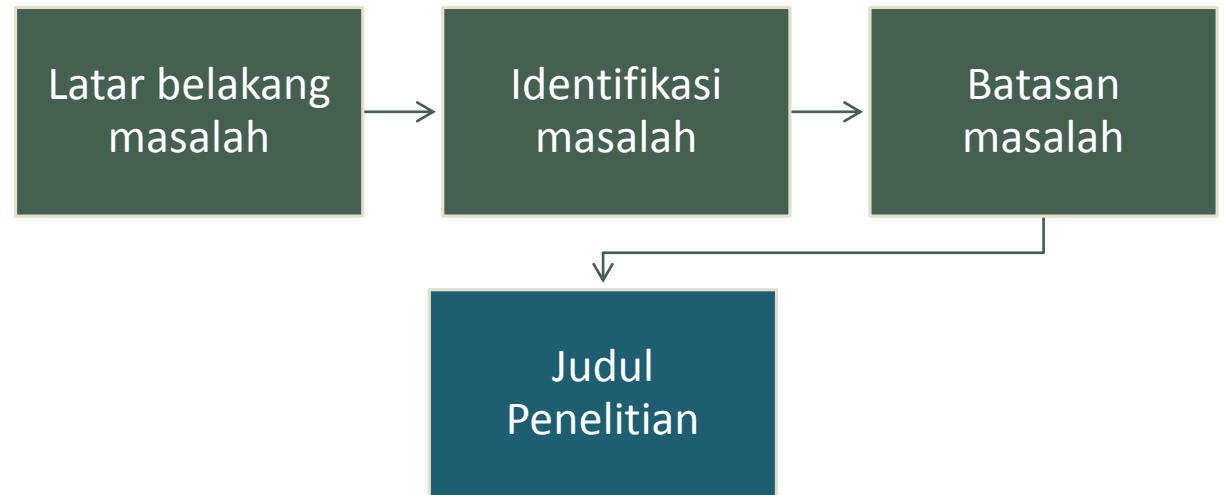 Latar belakang
masalah
Identifikasi
masalah
Batasan
masalah
Judul
Penelitian